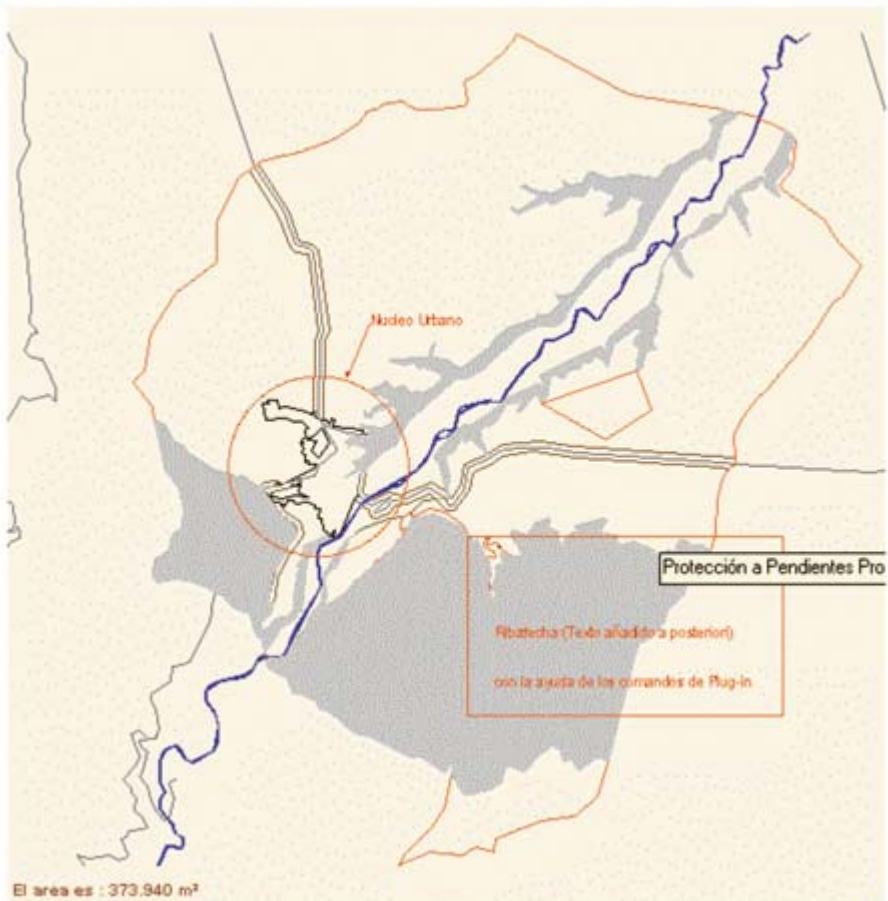 Nucleo Urbano
Protección a Pendientes Pro
Ribafecha (Texto añadido a posteriori)
con la ayuda de los comandos de Plug-in
El area es : 373.940 m²